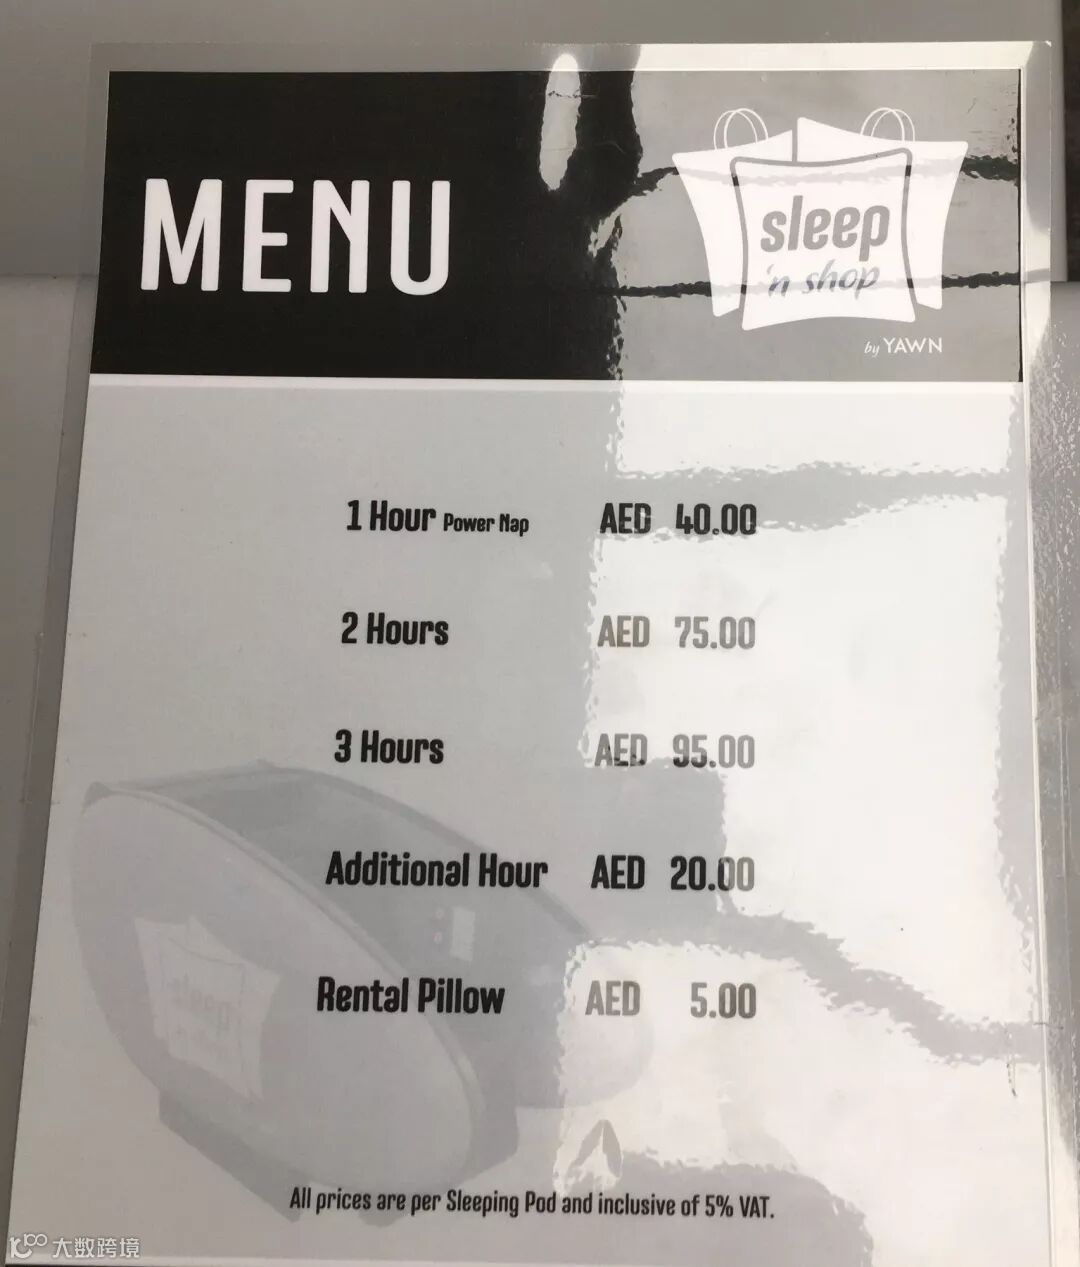 MENU
sleep
'n shop
by YAWN
1 Hour Power Nap AED 40.00
2 Hours AED 75.00
3 Hours AED 95.00
Additional Hour AED 20.00
Rental Pillow AED 5.00
All prices are per Sleeping Pod and inclusive of 5% VAT.
大数跨境